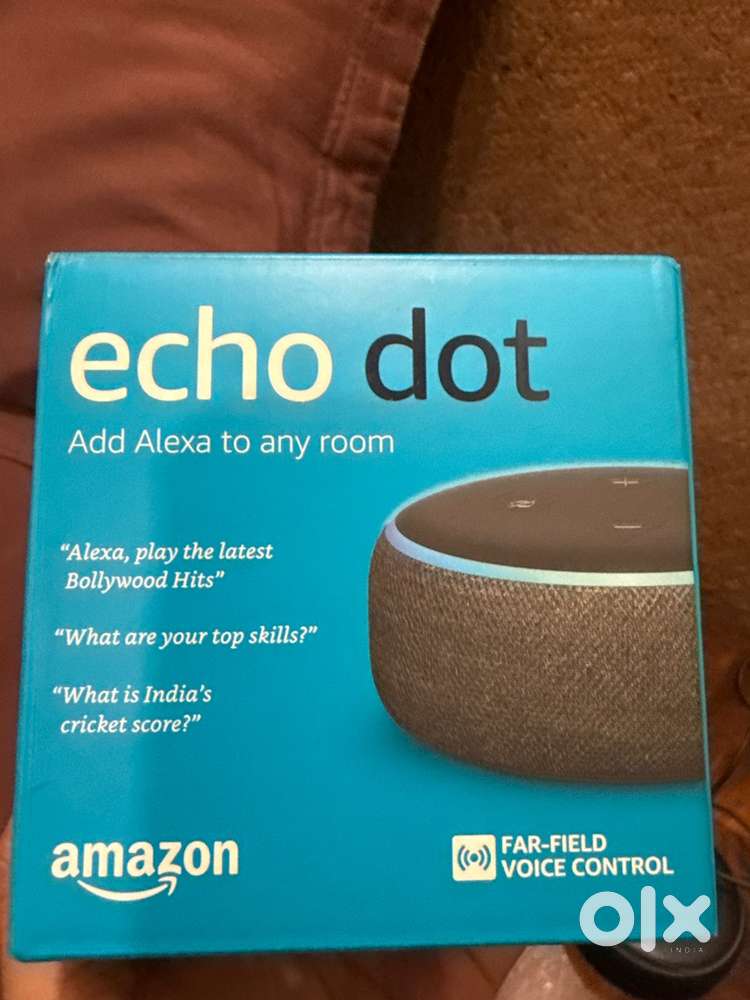 echo dot
Add Alexa to any room
“Alexa, play the latest
Bollywood Hits”
“What are your top skills?”
“What is India’s
cricket score?”
amazon
FAR-FIELD
VOICE CONTROL
olx
INDIA